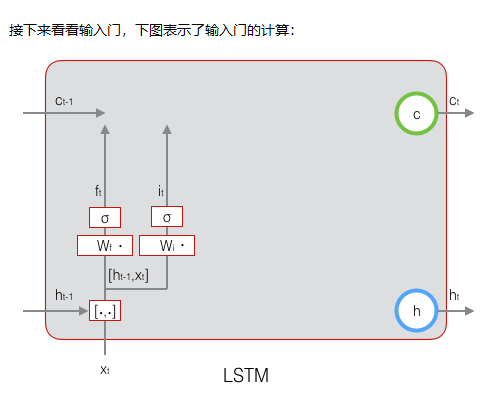 接下来看看输入门，下图表示了输入门的计算：
ct-1
c
ct
ft
it
σ
σ
Wf ·
Wi ·
[ht-1,xt]
ht-1
[·,·]
h
ht
xt
LSTM